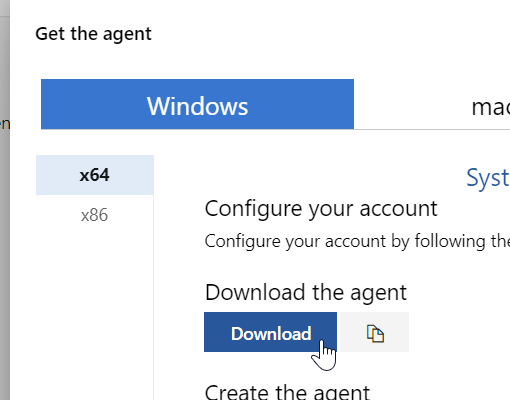 Get the agent
Windows
mac
x64
Syst
x86
Configure your account
Configure your account by following the
Download the agent
Download
Create the agent